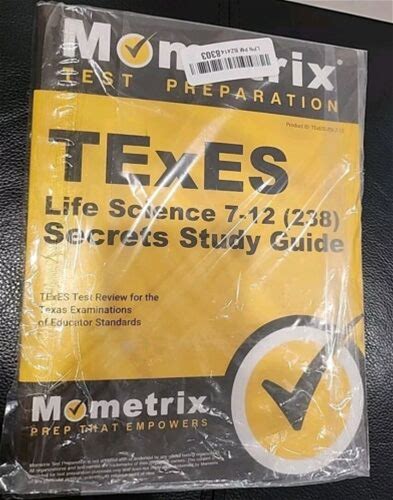 Mometrix
TEST PREPARATION
TExES
Life Science 7-12 (238)
Secrets Study Guide
TExES Test Review for the
Texas Examinations
of Educator Standards
Mometrix
PREP THAT EMPOWERS